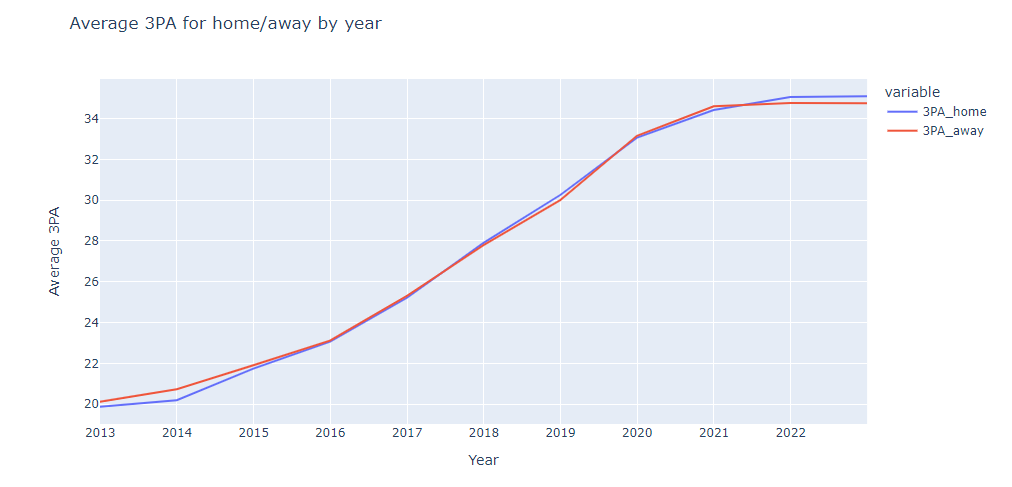 Average 3PA for home/away by year
variable
3PA_home
3PA_away
Average 3PA
34
32
30
28
26
24
22
20
2013 2014 2015 2016 2017 2018 2019 2020 2021 2022
Year